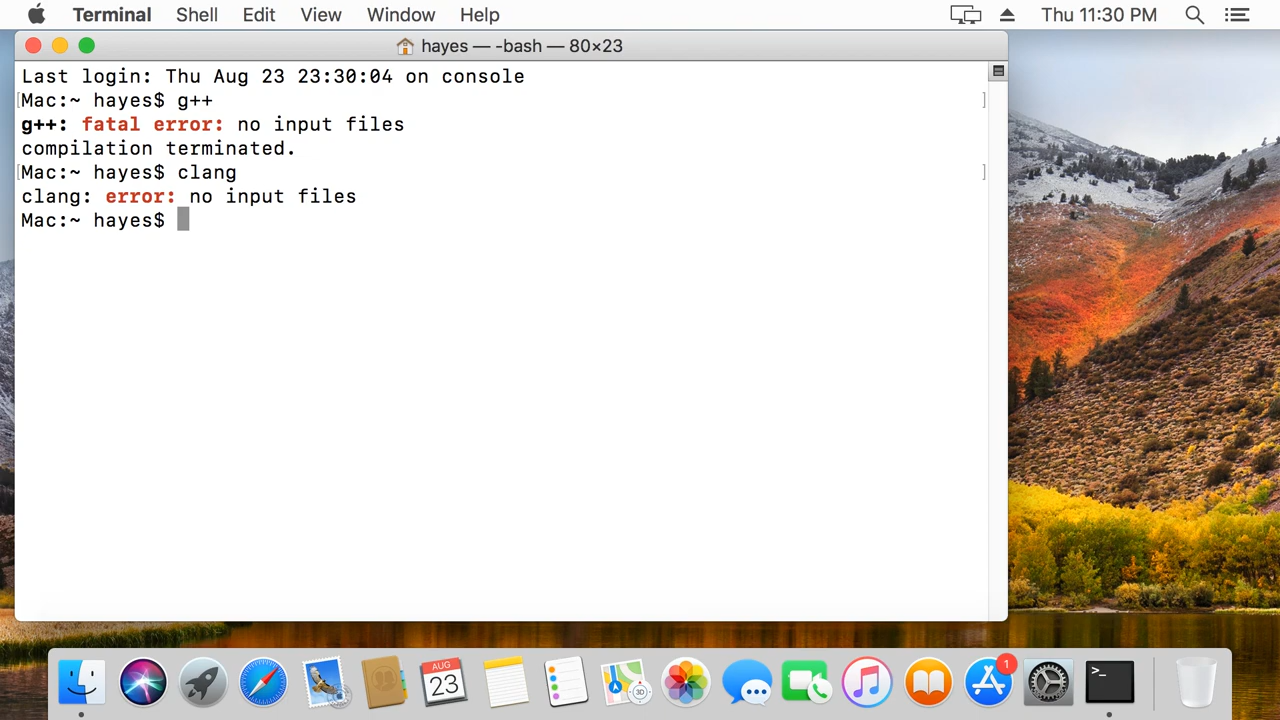 Terminal Shell Edit View Window Help Thu 11:30 PM
hayes — -bash — 80×23
Last login: Thu Aug 23 23:30:04 on console
[Mac:~ hayes$ g++ ]
g++: fatal error: no input files
compilation terminated.
[Mac:~ hayes$ clang ]
clang: error: no input files
Mac:~ hayes$
AUG
23
3D
1
>_